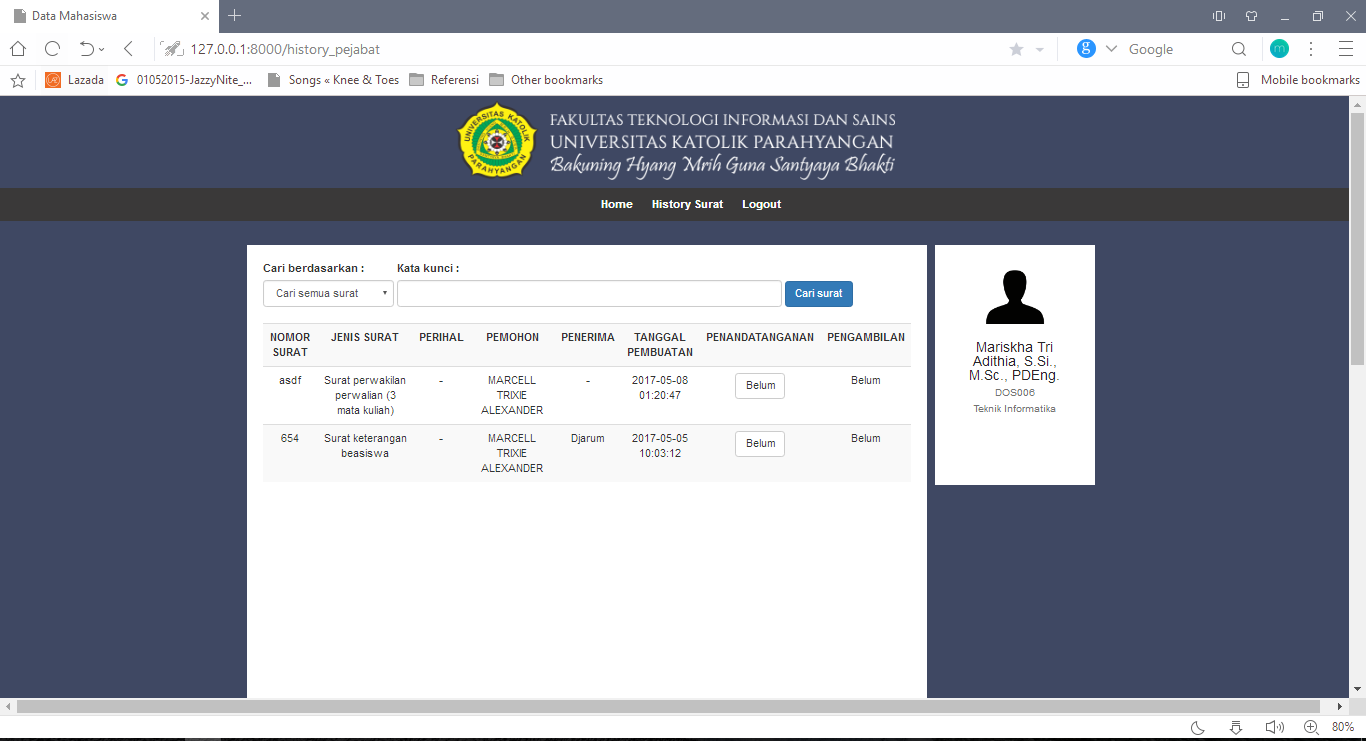 Data Mahasiswa
127.0.0.1:8000/history_pejabat
g
Google
m
Lazada
01052015-JazzyNite_...
Songs « Knee & Toes
Referensi
Other bookmarks
Mobile bookmarks
UNIVERSITAS KATOLIK
PARAHYANGAN
FAKULTAS TEKNOLOGI INFORMASI DAN SAINS
UNIVERSITAS KATOLIK PARAHYANGAN
Bakuning Hyang Mrih Guna Santyaya Bhakti
Home History Surat Logout
Cari berdasarkan : Kata kunci :
Cari semua surat Cari surat
NOMOR SURAT JENIS SURAT PERIHAL PEMOHON PENERIMA TANGGAL PEMBUATAN PENANDATANGANAN PENGAMBILAN
asdf Surat perwakilan perwalian (3 mata kuliah) - MARCELL TRIXIE ALEXANDER - 2017-05-08 01:20:47 Belum Belum
654 Surat keterangan beasiswa - MARCELL TRIXIE ALEXANDER Djarum 2017-05-05 10:03:12 Belum Belum
Mariskha Tri
Adithia, S.Si.,
M.Sc., PDEng.
DOS006
Teknik Informatika
80%